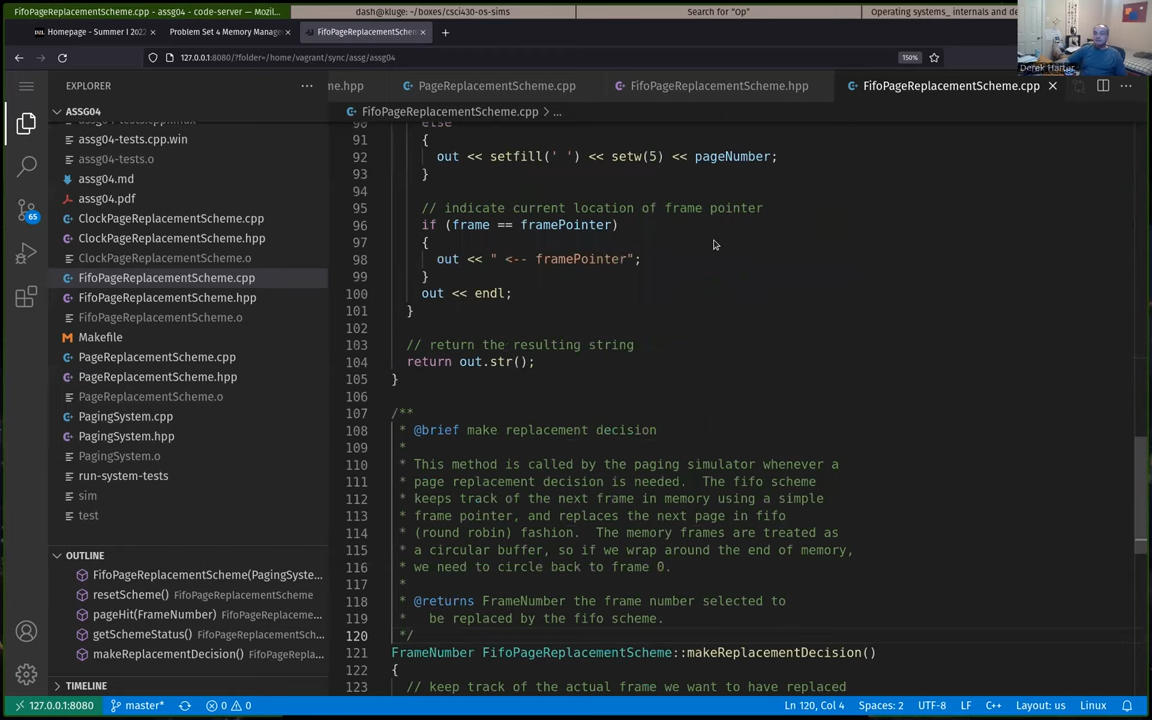 assg04 - code-server — Mozil...
dash@kluge: ~/boxes/csci430-os-sims
Search for "Op"
Operating systems_ internals and de
Homepage - Summer I 2022
Problem Set 4 Memory Manage
FifoPageReplacementScheme.
127.0.0.1:8080/?folder=/home/vagrant/sync/assg/assg04
150%
Derek Harter
EXPLORER
me.hpp
PageReplacementScheme.cpp
FifoPageReplacementScheme.hpp
FifoPageReplacementScheme.cpp
ASSG04
FifoPageReplacementScheme.cpp > ...
assg04-tests.cpp.linux
assg04-tests.cpp.win
assg04-tests.o
assg04.md
assg04.pdf
ClockPageReplacementScheme.cpp
ClockPageReplacementScheme.hpp
ClockPageReplacementScheme.o
FifoPageReplacementScheme.cpp
FifoPageReplacementScheme.hpp
FifoPageReplacementScheme.o
Makefile
PageReplacementScheme.cpp
PageReplacementScheme.hpp
PageReplacementScheme.o
PagingSystem.cpp
PagingSystem.hpp
PagingSystem.o
run-system-tests
sim
test
OUTLINE
FifoPageReplacementScheme(PagingSyste...
resetScheme() FifoPageReplacementScheme
pageHit(FrameNumber) FifoPageReplaceme...
getSchemeStatus() FifoPageReplacementSch...
makeReplacementDecision() FifoPageRepla...
TIMELINE
65
90 else
91 {
92 out << setfill(' ') << setw(5) << pageNumber;
93 }
94
95 // indicate current location of frame pointer
96 if (frame == framePointer)
97 {
98 out << " <-- framePointer";
99 }
100 out << endl;
101 }
102
103 // return the resulting string
104 return out.str();
105 }
106
107 /**
108 * @brief make replacement decision
109 *
110 * This method is called by the paging simulator whenever a
111 * page replacement decision is needed.  The fifo scheme
112 * keeps track of the next frame in memory using a simple
113 * frame pointer, and replaces the next page in fifo
114 * (round robin) fashion.  The memory frames are treated as
115 * a circular buffer, so if we wrap around the end of memory,
116 * we need to circle back to frame 0.
117 *
118 * @returns FrameNumber the frame number selected to
119 *   be replaced by the fifo scheme.
120 */
121 FrameNumber FifoPageReplacementScheme::makeReplacementDecision()
122 {
123 // keep track of the actual frame we want to have replaced
127.0.0.1:8080
master*
0 0
Ln 120, Col 4
Spaces: 2
UTF-8
LF
C++
Layout: us
Linux